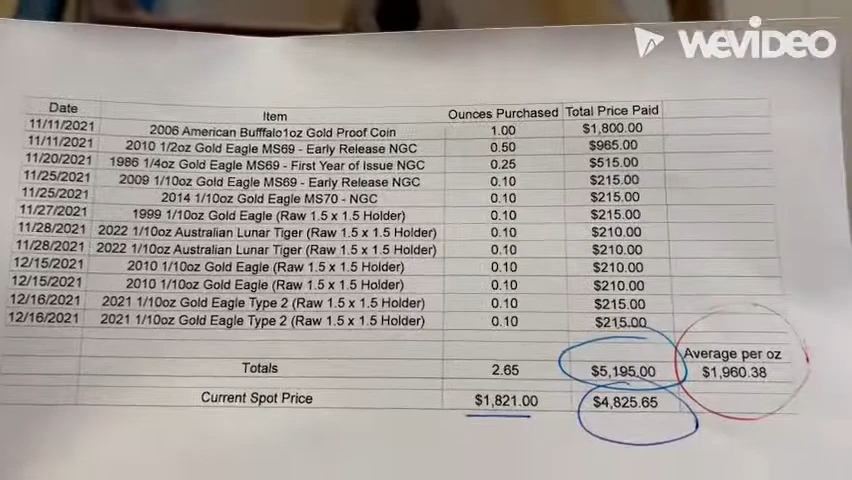 WEVIDEO
Date Item Ounces Purchased Total Price Paid
11/11/2021 2006 American Bufffalo1oz Gold Proof Coin 1.00 $1,800.00
11/11/2021 2010 1/2oz Gold Eagle MS69 - Early Release NGC 0.50 $965.00
11/20/2021 1986 1/4oz Gold Eagle MS69 - First Year of Issue NGC 0.25 $515.00
11/25/2021 2009 1/10oz Gold Eagle MS69 - Early Release NGC 0.10 $215.00
11/25/2021 2014 1/10oz Gold Eagle MS70 - NGC 0.10 $215.00
11/27/2021 1999 1/10oz Gold Eagle (Raw 1.5 x 1.5 Holder) 0.10 $215.00
11/28/2021 2022 1/10oz Australian Lunar Tiger (Raw 1.5 x 1.5 Holder) 0.10 $210.00
11/28/2021 2022 1/10oz Australian Lunar Tiger (Raw 1.5 x 1.5 Holder) 0.10 $210.00
12/15/2021 2010 1/10oz Gold Eagle (Raw 1.5 x 1.5 Holder) 0.10 $210.00
12/15/2021 2010 1/10oz Gold Eagle (Raw 1.5 x 1.5 Holder) 0.10 $210.00
12/16/2021 2021 1/10oz Gold Eagle Type 2 (Raw 1.5 x 1.5 Holder) 0.10 $215.00
12/16/2021 2021 1/10oz Gold Eagle Type 2 (Raw 1.5 x 1.5 Holder) 0.10 $215.00
Average per oz
Totals 2.65 $5,195.00 $1,960.38
Current Spot Price $1,821.00 $4,825.65